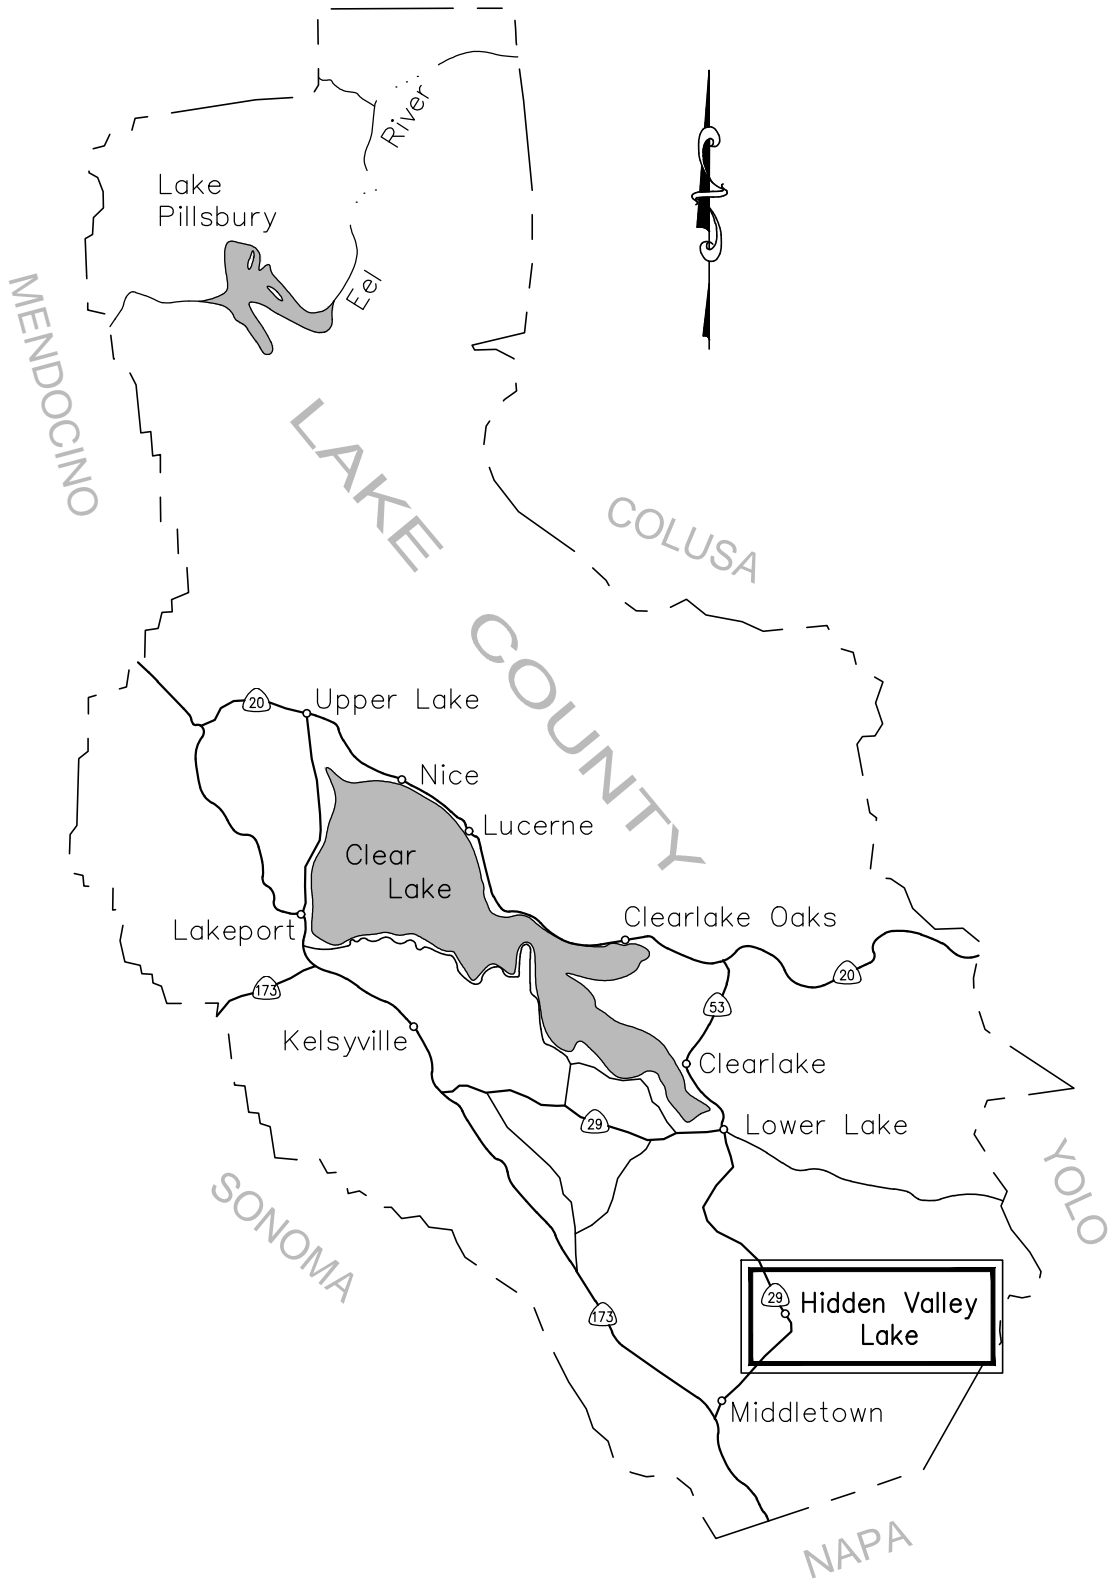 River
Lake
Pillsbury
Eel
MENDOCINO
LAKE COUNTY
COLUSA
20
Upper Lake
Nice
Lucerne
Clear
Lake
Lakeport
Clearlake Oaks
20
173
53
Kelsyville
Clearlake
29
Lower Lake
YOLO
SONOMA
29
Hidden Valley
Lake
173
Middletown
NAPA